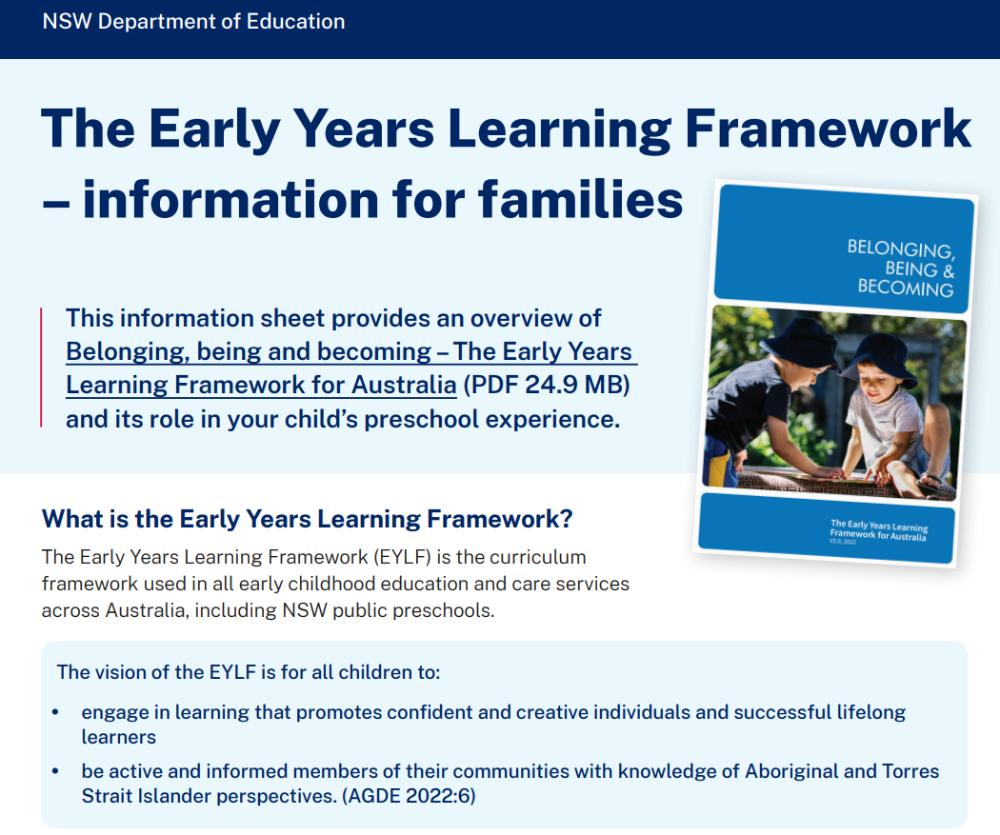 NSW Department of Education
The Early Years Learning Framework
– information for families
BELONGING,
BEING &
BECOMING
This information sheet provides an overview of
Belonging, being and becoming – The Early Years
Learning Framework for Australia (PDF 24.9 MB)
and its role in your child's preschool experience.
The Early Years Learning
Framework for Australia
V2.0, 2022
What is the Early Years Learning Framework?
The Early Years Learning Framework (EYLF) is the curriculum
framework used in all early childhood education and care services
across Australia, including NSW public preschools.
The vision of the EYLF is for all children to:
• engage in learning that promotes confident and creative individuals and successful lifelong
learners
• be active and informed members of their communities with knowledge of Aboriginal and Torres
Strait Islander perspectives. (AGDE 2022:6)